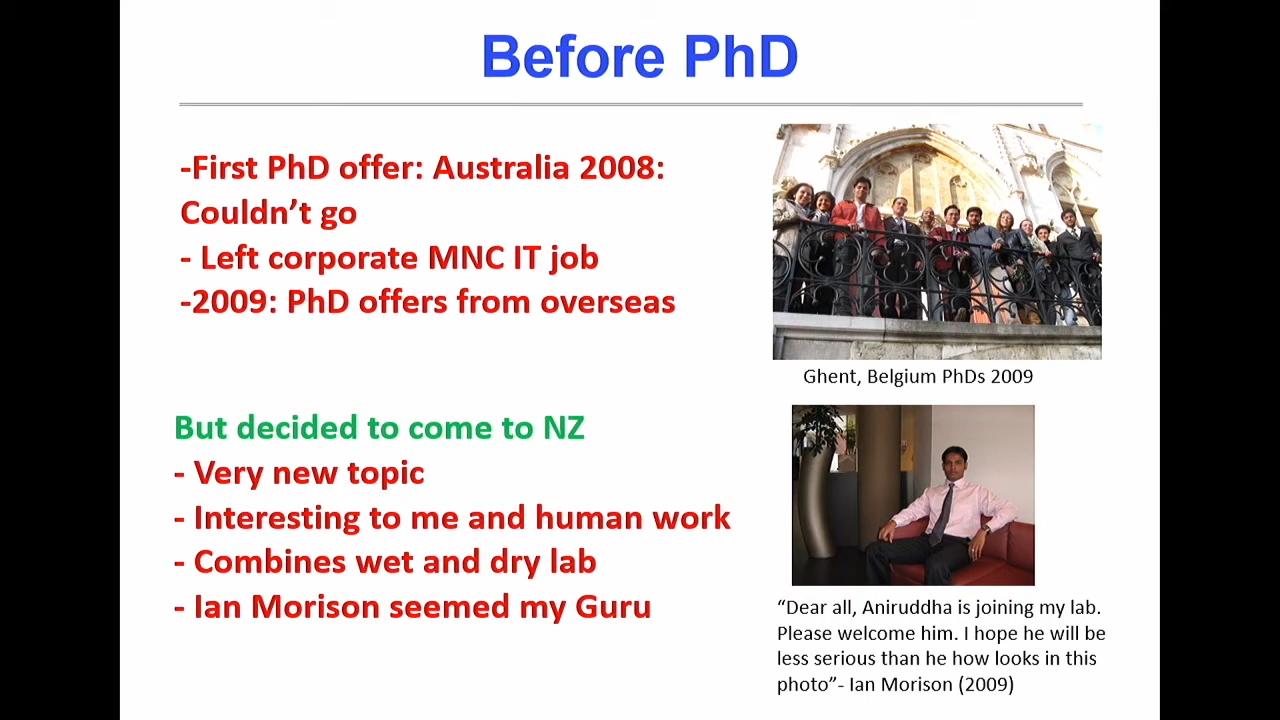 Before PhD
-First PhD offer: Australia 2008:
Couldn’t go
- Left corporate MNC IT job
-2009: PhD offers from overseas
But decided to come to NZ
- Very new topic
- Interesting to me and human work
- Combines wet and dry lab
- Ian Morison seemed my Guru
Ghent, Belgium PhDs 2009
“Dear all, Aniruddha is joining my lab.
Please welcome him. I hope he will be
less serious than he how looks in this
photo”- Ian Morison (2009)